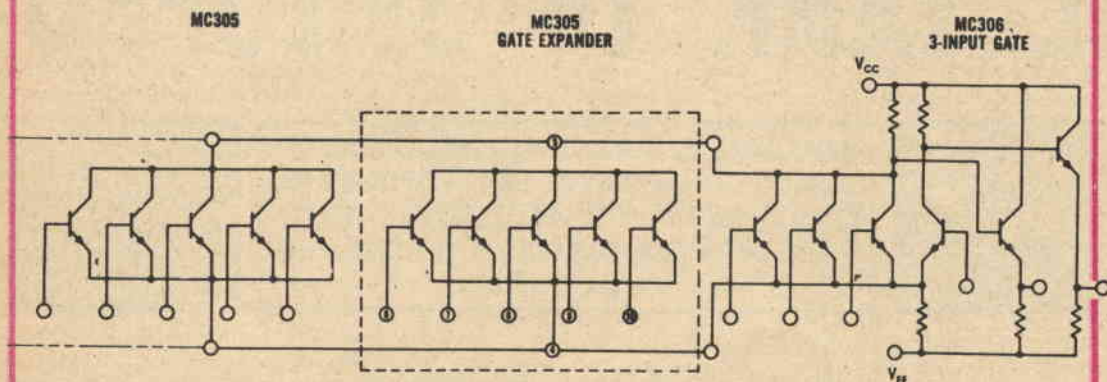 MC305
MC305
GATE EXPANDER
MC306
3-INPUT GATE
VCC
VEE